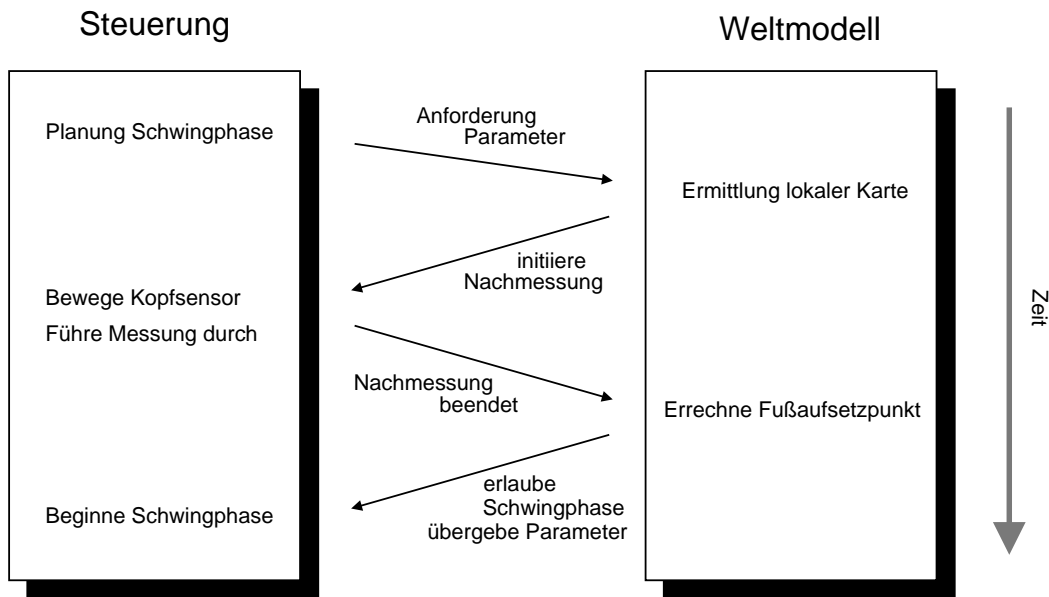 Steuerung
Weltmodell
Planung Schwingphase
Anforderung
Parameter
Ermittlung lokaler Karte
initiiere
Nachmessung
Bewege Kopfsensor
Führe Messung durch
Nachmessung
beendet
Errechne Fußaufsetzpunkt
erlaube
Schwingphase
übergebe Parameter
Beginne Schwingphase
Zeit